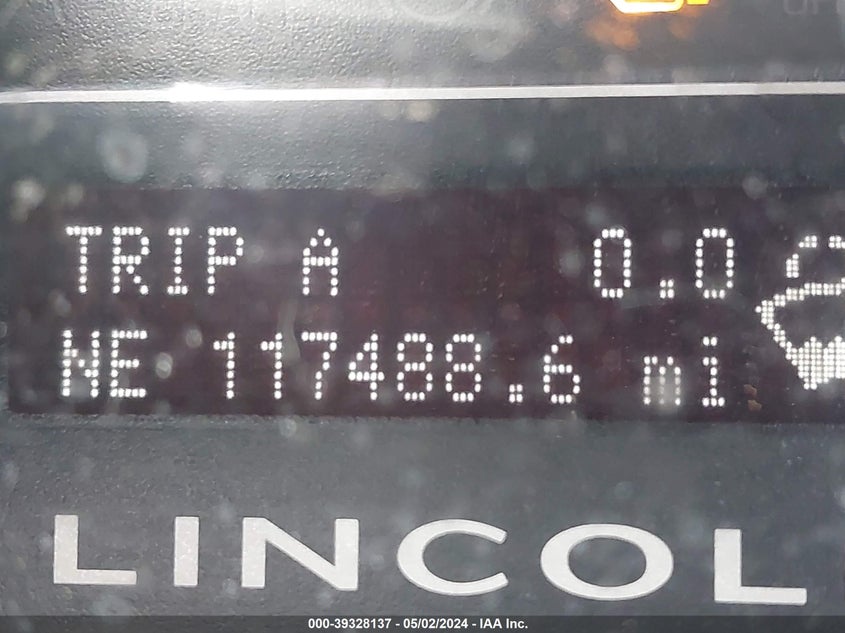 TRIP A 0.0
NE 117488.6 mi
LINCOL
000-39328137 - 05/02/2024 - IAA Inc.